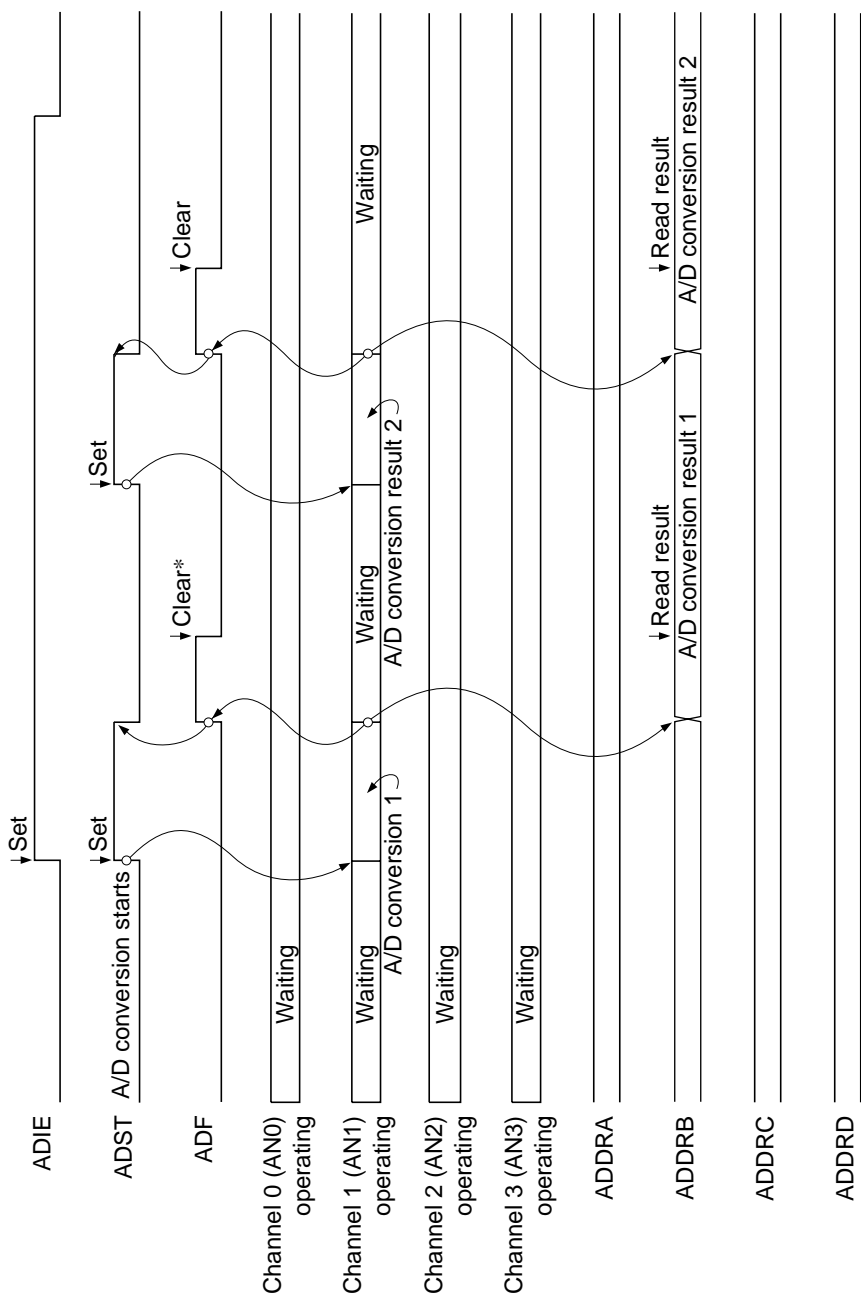 ADIE
Set
ADST
A/D conversion starts
Set
Set
ADF
Clear*
Clear
Channel 0 (AN0)
operating
Waiting
Channel 1 (AN1)
operating
Waiting
Waiting
Waiting
A/D conversion 1
A/D conversion result 2
Channel 2 (AN2)
operating
Waiting
Channel 3 (AN3)
operating
Waiting
ADDRA
ADDRB
Read result
Read result
A/D conversion result 1
A/D conversion result 2
ADDRC
ADDRD